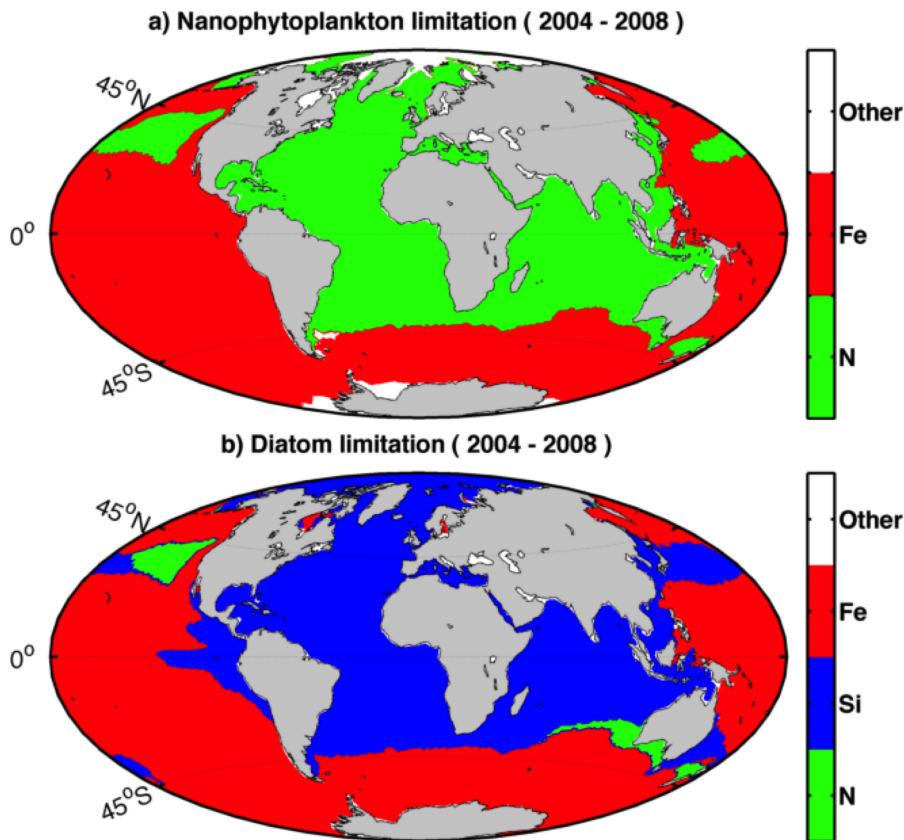 a) Nanophytoplankton limitation ( 2004 - 2008 )
45°N
0°
45°S
Other
Fe
N
b) Diatom limitation ( 2004 - 2008 )
45°N
0°
45°S
Other
Fe
Si
N